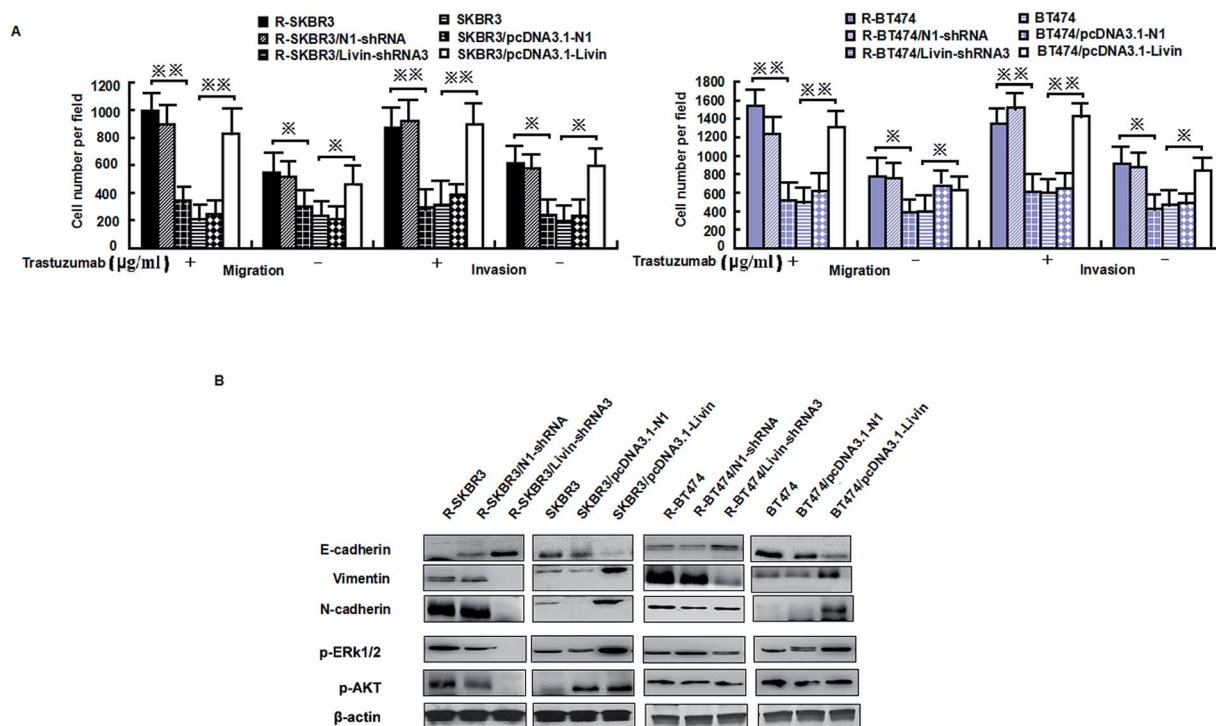 A
R-SKBR3
R-SKBR3/N1-shRNA
R-SKBR3/Livin-shRNA3
SKBR3
SKBR3/pcDNA3.1-N1
SKBR3/pcDNA3.1-Livin
Cell number per field
1200
1000
800
600
400
200
0
※※
※※
※
※
※※
※※
※
※
Trastuzumab (µg/ml) + − + −
Migration Invasion
R-BT474
R-BT474/N1-shRNA
R-BT474/Livin-shRNA3
BT474
BT474/pcDNA3.1-N1
BT474/pcDNA3.1-Livin
Cell number per field
1800
1600
1400
1200
1000
800
600
400
200
0
※※
※※
※
※
※※
※※
※
※
Trastuzumab (µg/ml) + − + −
Migration Invasion
B
R-SKBR3
R-SKBR3/N1-shRNA
R-SKBR3/Livin-shRNA3
SKBR3
SKBR3/pcDNA3.1-N1
SKBR3/pcDNA3.1-Livin
R-BT474
R-BT474/N1-shRNA
R-BT474/Livin-shRNA3
BT474
BT474/pcDNA3.1-N1
BT474/pcDNA3.1-Livin
E-cadherin
Vimentin
N-cadherin
p-ERk1/2
p-AKT
β-actin